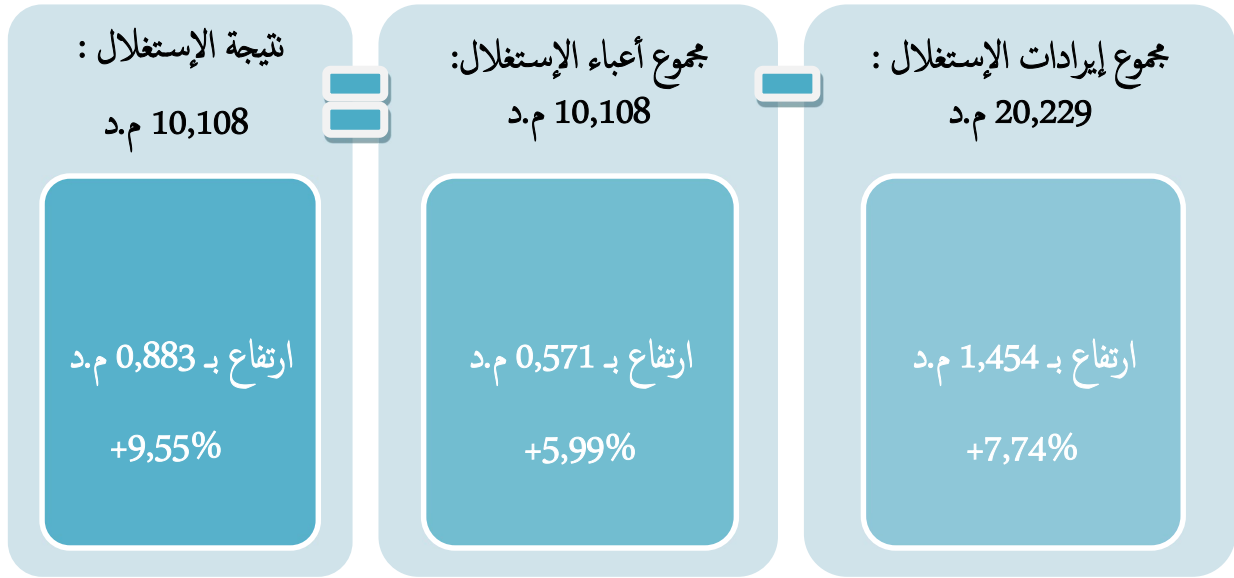 مجموع إيرادات الإستغلال :
20,229 م.د
ارتفاع بـ 1,454 م.د
+7,74%
مجموع أعباء الإستغلال:
10,108 م.د
ارتفاع بـ 0,571 م.د
+5,99%
نتيجة الإستغلال :
10,108 م.د
ارتفاع بـ 0,883 م.د
+9,55%